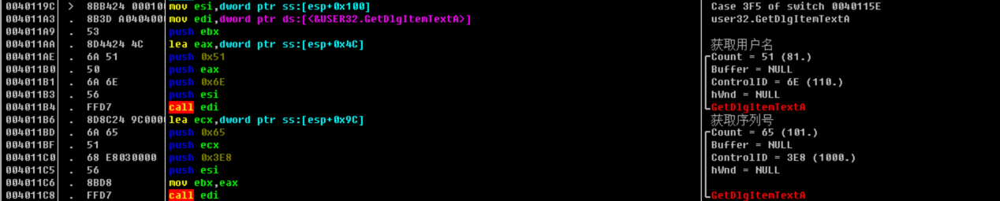 0040119C > 8BB424 00010 mov esi,dword ptr ss:[esp+0x100] Case 3F5 of switch 0040115E
004011A3 . 8B3D A0404000 mov edi,dword ptr ds:[<&USER32.GetDlgItemTextA>] user32.GetDlgItemTextA
004011A9 . 53 push ebx
004011AA . 8D4424 4C lea eax,dword ptr ss:[esp+0x4C] 获取用户名
004011AE . 6A 51 push 0x51 Count = 51 (81.)
004011B0 . 50 push eax Buffer = NULL
004011B1 . 6A 6E push 0x6E ControlID = 6E (110.)
004011B3 . 56 push esi hWnd = NULL
004011B4 . FFD7 call edi GetDlgItemTextA
004011B6 . 8D8C24 9C000 lea ecx,dword ptr ss:[esp+0x9C] 获取序列号
004011BD . 6A 65 push 0x65 Count = 65 (101.)
004011BF . 51 push ecx Buffer = NULL
004011C0 . 68 E8030000 push 0x3E8 ControlID = 3E8 (1000.)
004011C5 . 56 push esi hWnd = NULL
004011C6 . 8BD8 mov ebx,eax
004011C8 . FFD7 call edi GetDlgItemTextA